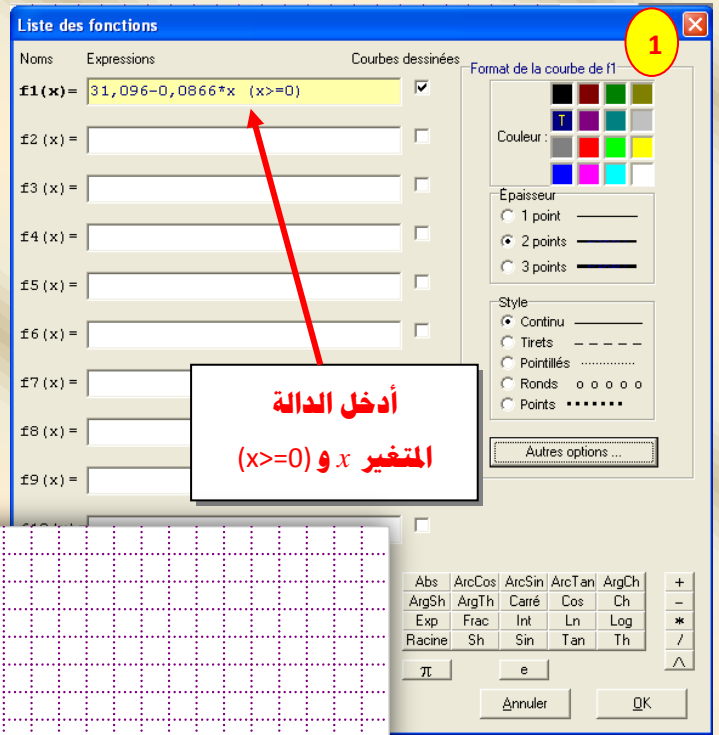 Liste des fonctions
1
Noms Expressions Courbes dessinées
f1(x)= 31,096-0,0866*x (x>=0)
f2(x)=
f3(x)=
f4(x)=
f5(x)=
f6(x)=
f7(x)=
f8(x)=
f9(x)=
Format de la courbe de f1
Couleur :
T
Épaisseur
1 point
2 points
3 points
Style
Continu
Tirets
Pointillés
Ronds
Points
Autres options ...
أدخل الدالة
المتغير x و (x>=0)
Abs ArcCos ArcSin ArcTan ArgCh +
ArgSh ArgTh Carré Cos Ch -
Exp Frac Int Ln Log *
Racine Sh Sin Tan Th /
π e ^
Annuler OK